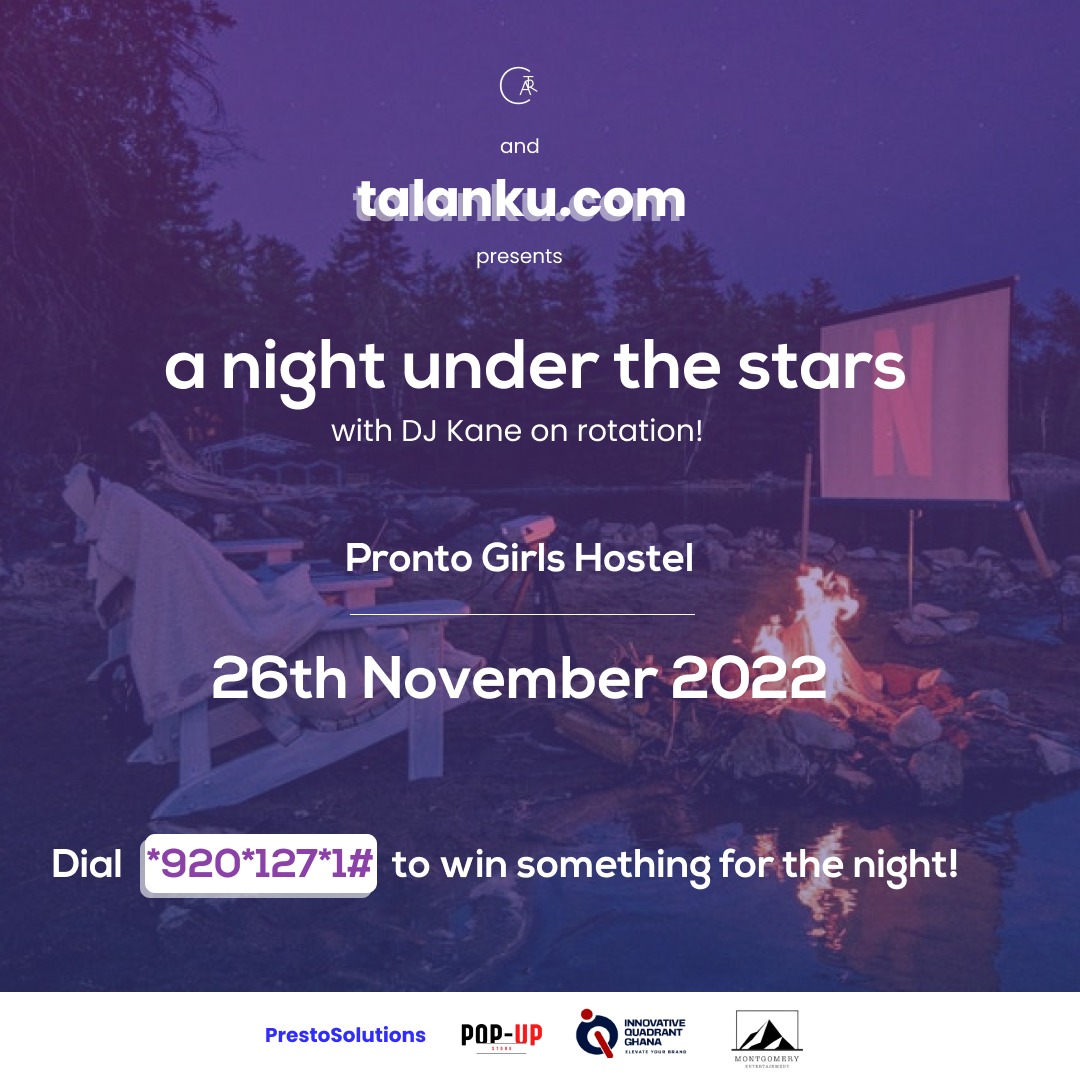 CART
and
talanku.com
presents
a night under the stars
with DJ Kane on rotation!
N
Pronto Girls Hostel
26th November 2022
Dial *920*127*1# to win something for the night!
PrestoSolutions
POP-UP
STORE
INNOVATIVE
QUADRANT
GHANA
ELEVATE YOUR BRAND
MONTGOMERY
ENTERTAINMENT